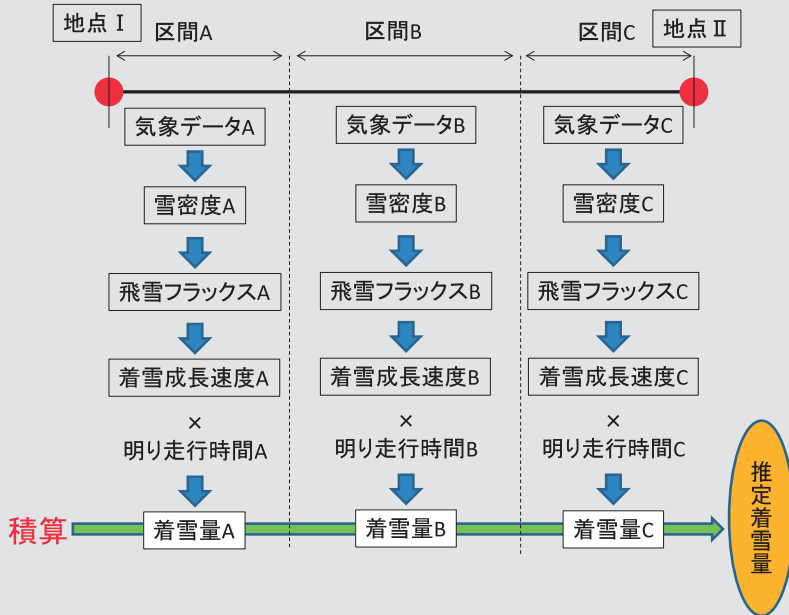 地点Ⅰ
区間A
区間B
区間C
地点Ⅱ
気象データA
気象データB
気象データC
雪密度A
雪密度B
雪密度C
飛雪フラックスA
飛雪フラックスB
飛雪フラックスC
着雪成長速度A
着雪成長速度B
着雪成長速度C
×
×
×
明り走行時間A
明り走行時間B
明り走行時間C
積算
着雪量A
着雪量B
着雪量C
推定着雪量